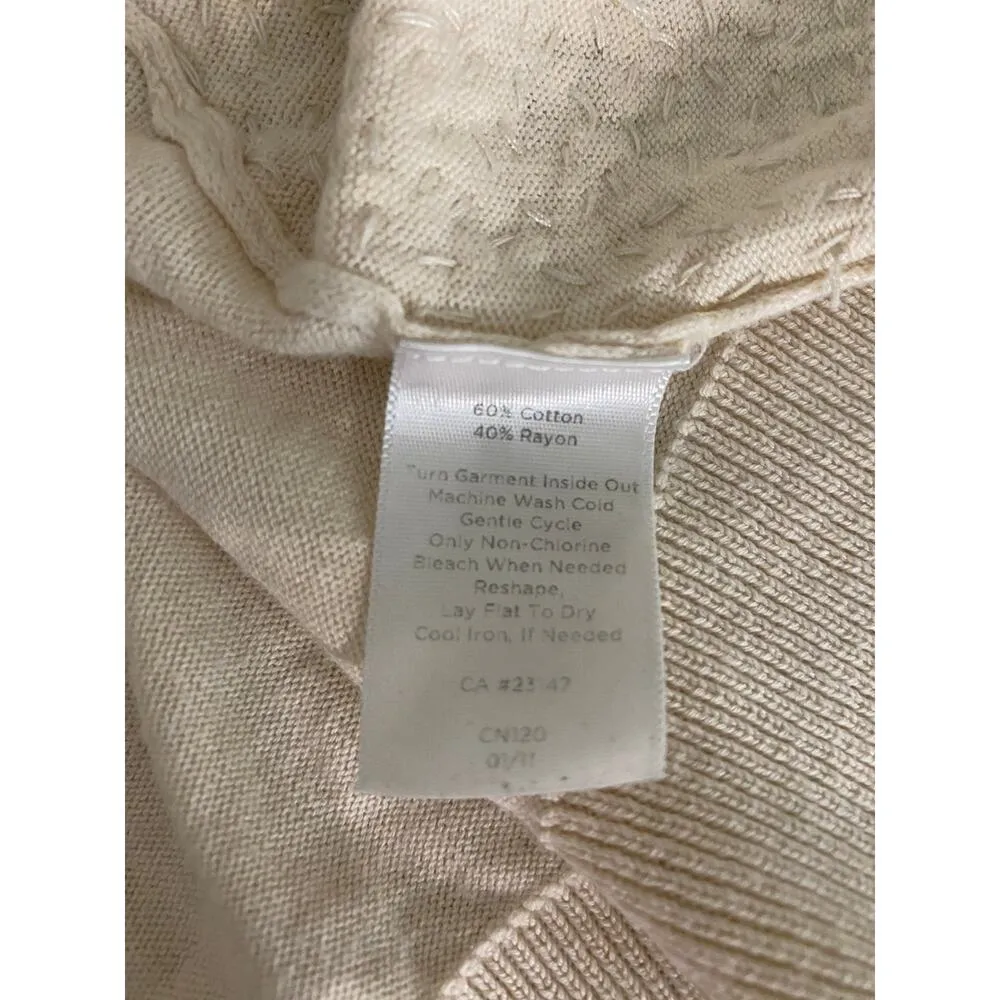 60% Cotton
40% Rayon
Turn Garment Inside Out
Machine Wash Cold
Gentle Cycle
Only Non-Chlorine
Bleach When Needed
Reshape,
Lay Flat To Dry
Cool Iron, If Needed
CA
CN120
01/11